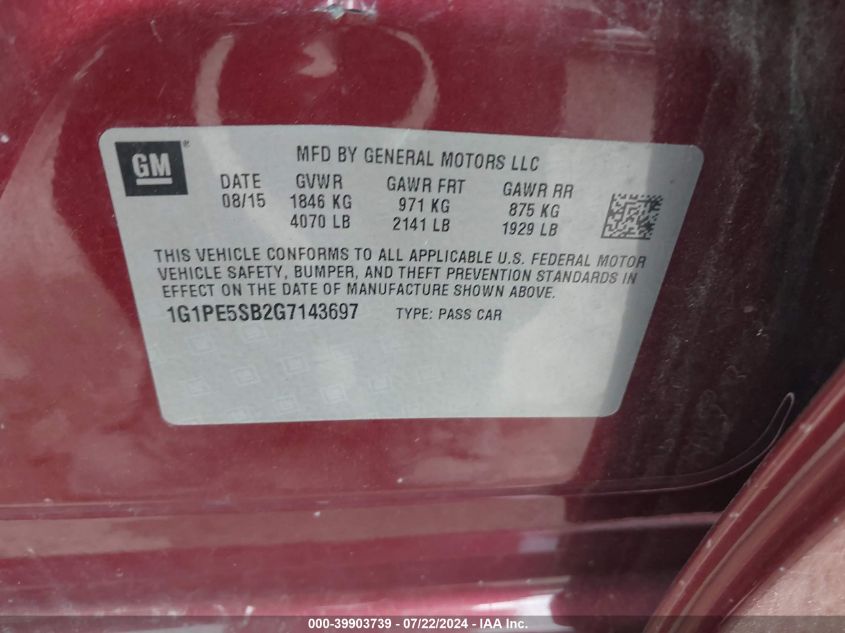 GM ®
MFD BY GENERAL MOTORS LLC
DATE GVWR GAWR FRT GAWR RR
08/15 1846 KG 971 KG 875 KG
4070 LB 2141 LB 1929 LB
THIS VEHICLE CONFORMS TO ALL APPLICABLE U.S. FEDERAL MOTOR
VEHICLE SAFETY, BUMPER, AND THEFT PREVENTION STANDARDS IN
EFFECT ON THE DATE OF MANUFACTURE SHOWN ABOVE.
1G1PE5SB2G7143697 TYPE: PASS CAR
000-39903739 - 07/22/2024 - IAA Inc.